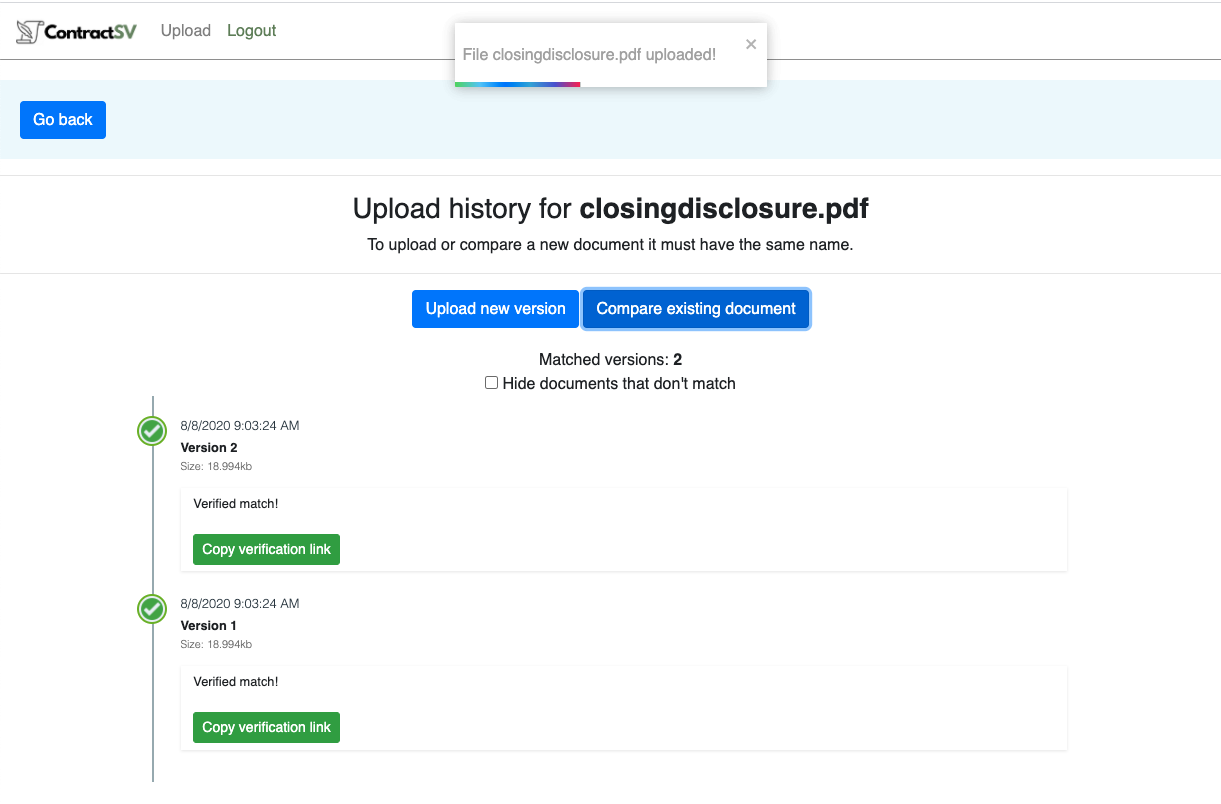 ContractSV Upload Logout
File closingdisclosure.pdf uploaded! ×
Go back
Upload history for closingdisclosure.pdf
To upload or compare a new document it must have the same name.
Upload new version Compare existing document
Matched versions: 2
Hide documents that don't match
8/8/2020 9:03:24 AM
Version 2
Size: 18.994kb
Verified match!
Copy verification link
8/8/2020 9:03:24 AM
Version 1
Size: 18.994kb
Verified match!
Copy verification link